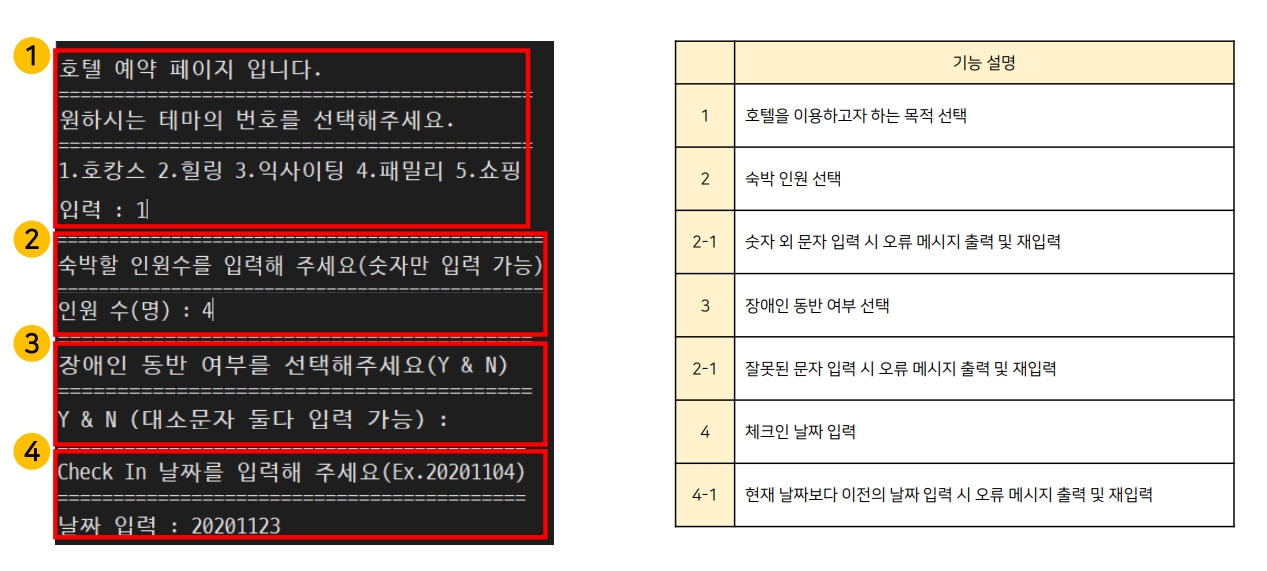 1
호텔 예약 페이지 입니다.
===========================================
원하시는 테마의 번호를 선택해주세요.
===========================================
1.호캉스 2.힐링 3.익사이팅 4.패밀리 5.쇼핑
입력 : 1
2
===========================================
숙박할 인원수를 입력해 주세요(숫자만 입력 가능)
===========================================
인원 수(명) : 4
3
===========================================
장애인 동반 여부를 선택해주세요(Y & N)
===========================================
Y & N (대소문자 둘다 입력 가능) :
4
===========================================
Check In 날짜를 입력해 주세요(Ex.20201104)
===========================================
날짜 입력 : 20201123
기능 설명
1 호텔을 이용하고자 하는 목적 선택
2 숙박 인원 선택
2-1 숫자 외 문자 입력 시 오류 메시지 출력 및 재입력
3 장애인 동반 여부 선택
2-1 잘못된 문자 입력 시 오류 메시지 출력 및 재입력
4 체크인 날짜 입력
4-1 현재 날짜보다 이전의 날짜 입력 시 오류 메시지 출력 및 재입력